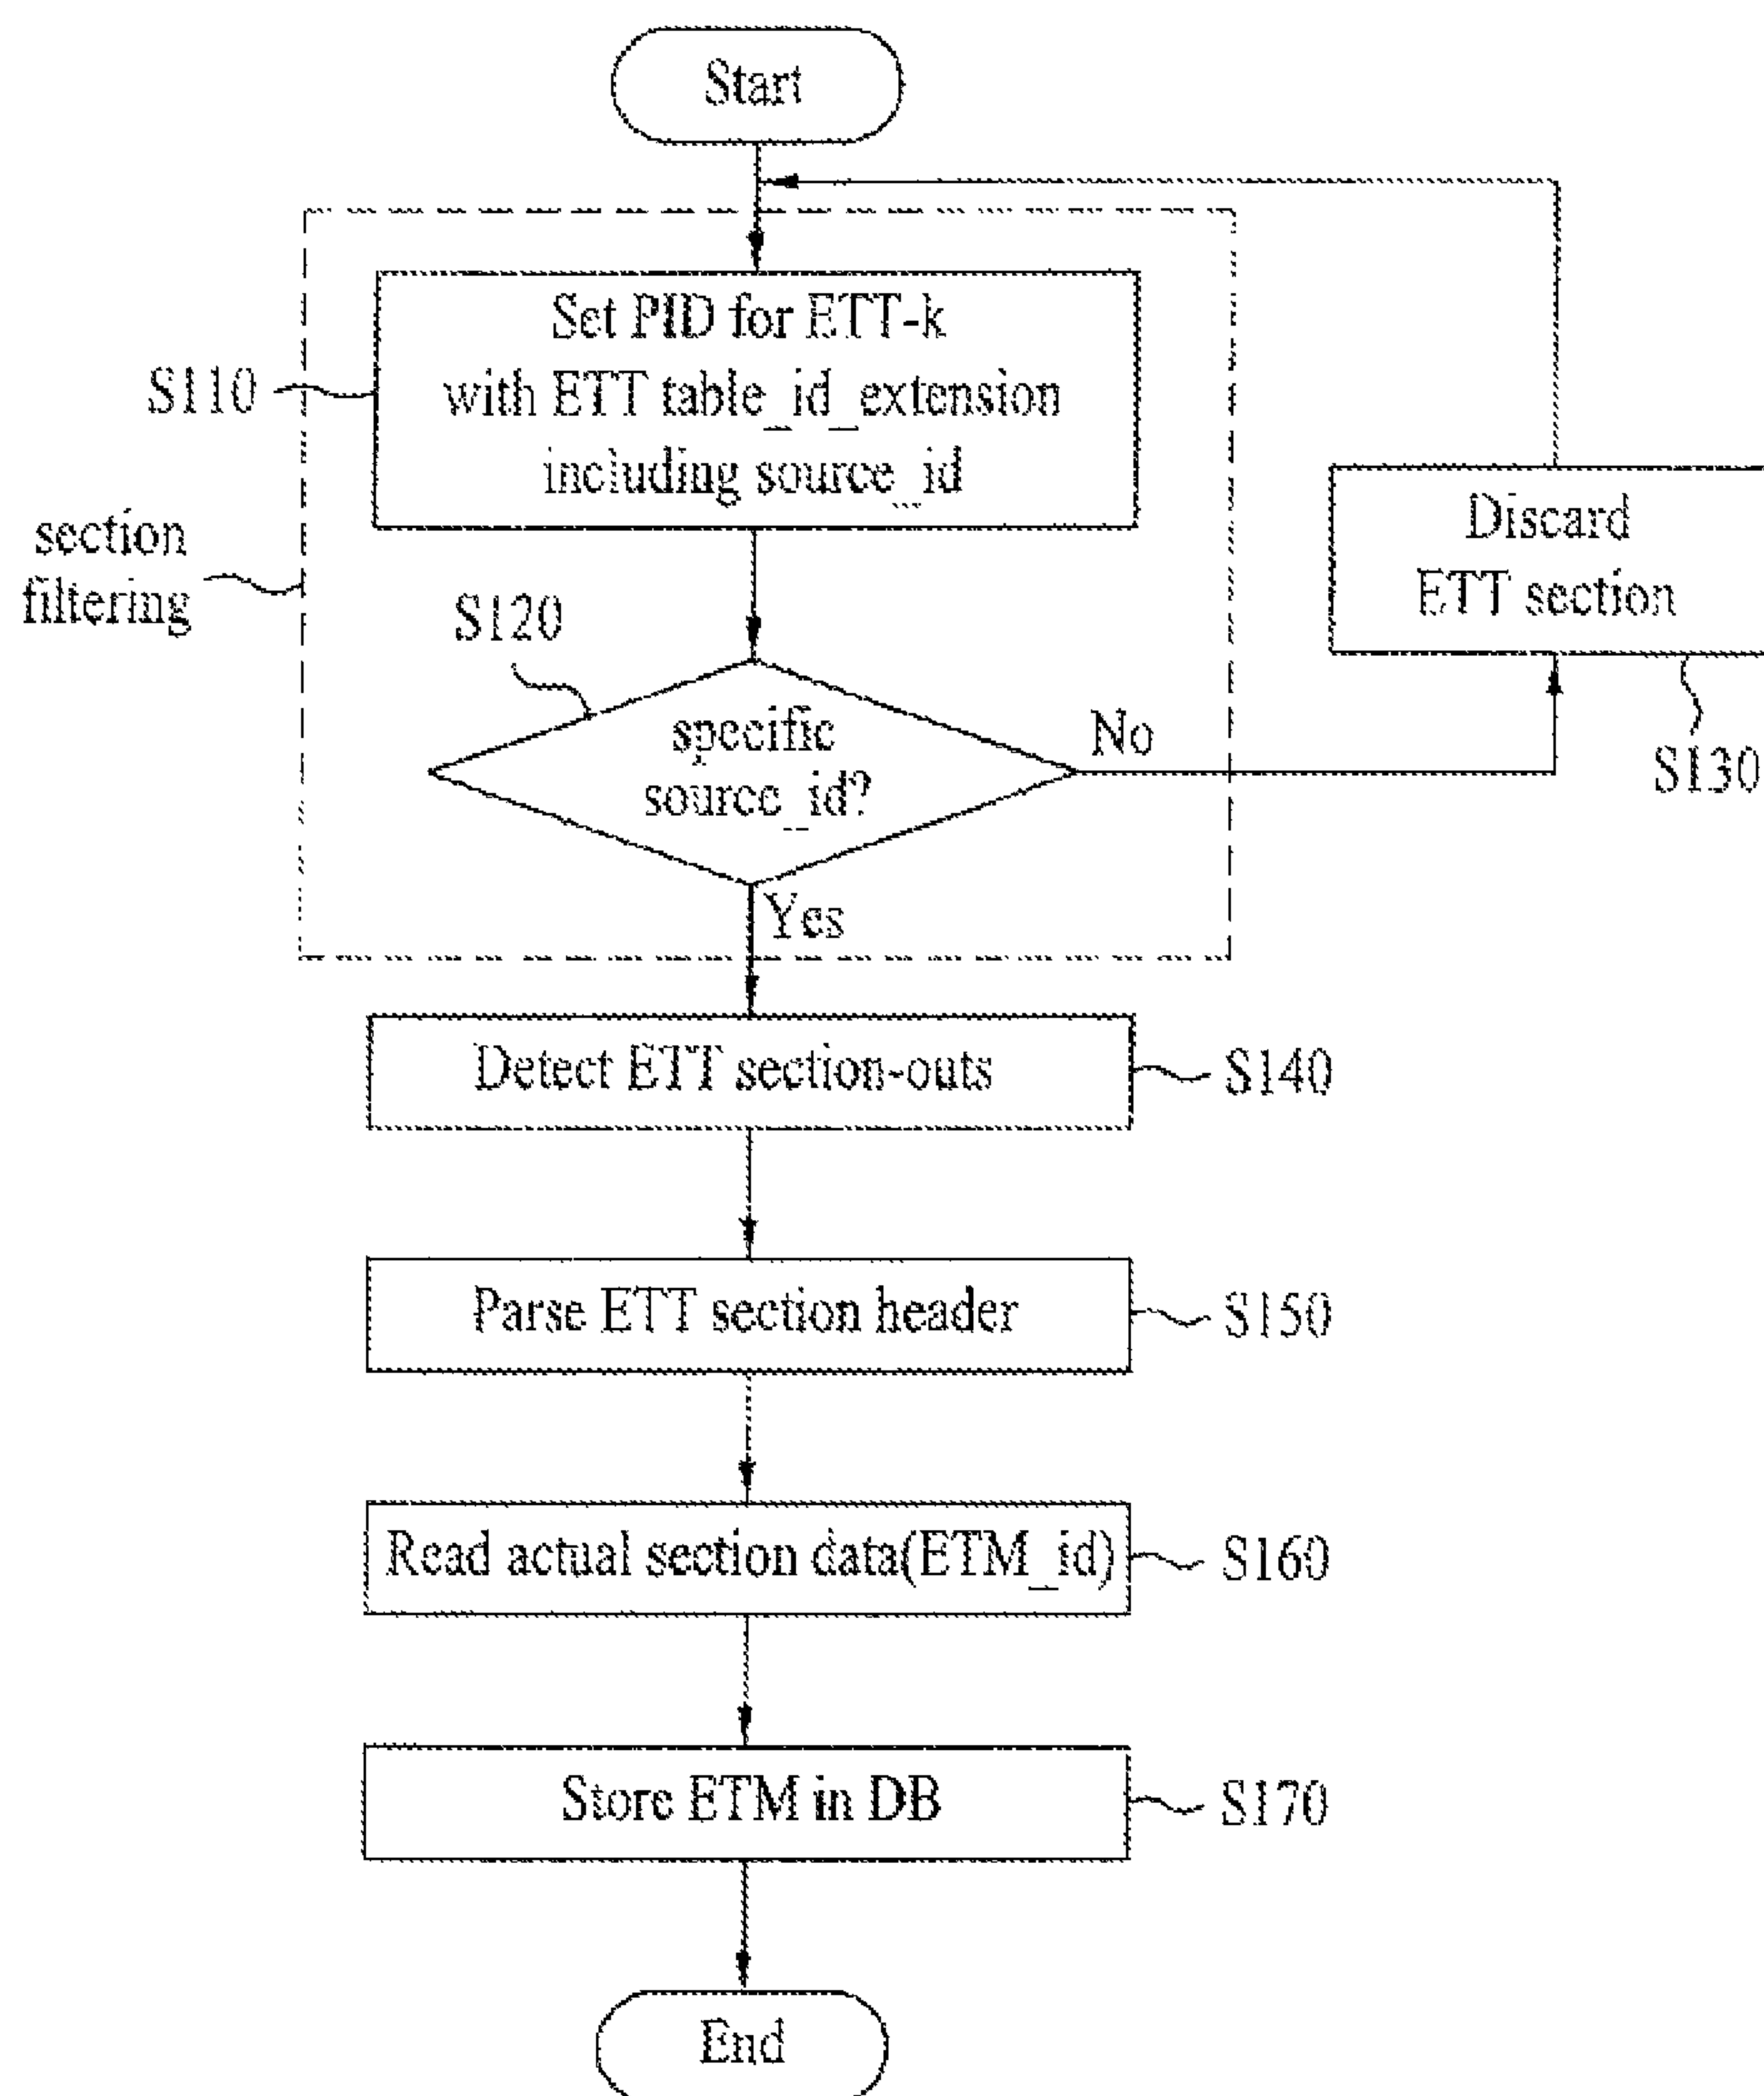 Start
Set PID for ETT-k
S110
with ETT table_id_extension
including source_id
section
filtering
Discard
ETT section
S120
specific
source_id?
No
S130
Yes
Detect ETT section-outs
S140
Parse ETT section header
S150
Read actual section data(ETM_id)
S160
Store ETM in DB
S170
End